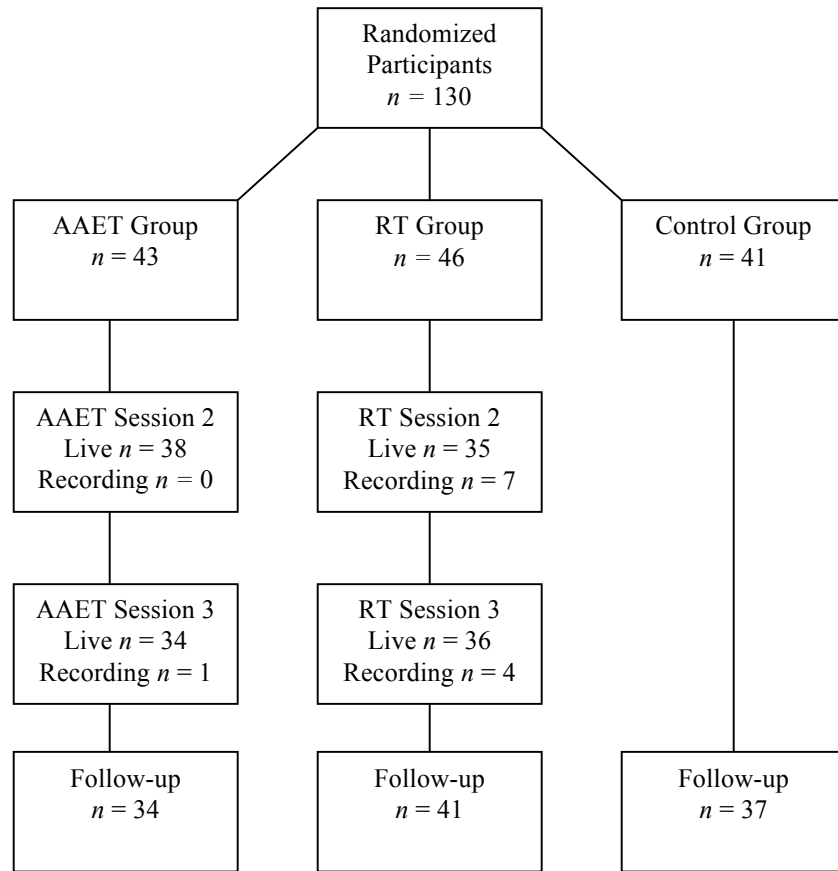 Randomized
Participants
n = 130
AAET Group
n = 43
RT Group
n = 46
Control Group
n = 41
AAET Session 2
Live n = 38
Recording n = 0
RT Session 2
Live n = 35
Recording n = 7
AAET Session 3
Live n = 34
Recording n = 1
RT Session 3
Live n = 36
Recording n = 4
Follow-up
n = 34
Follow-up
n = 41
Follow-up
n = 37